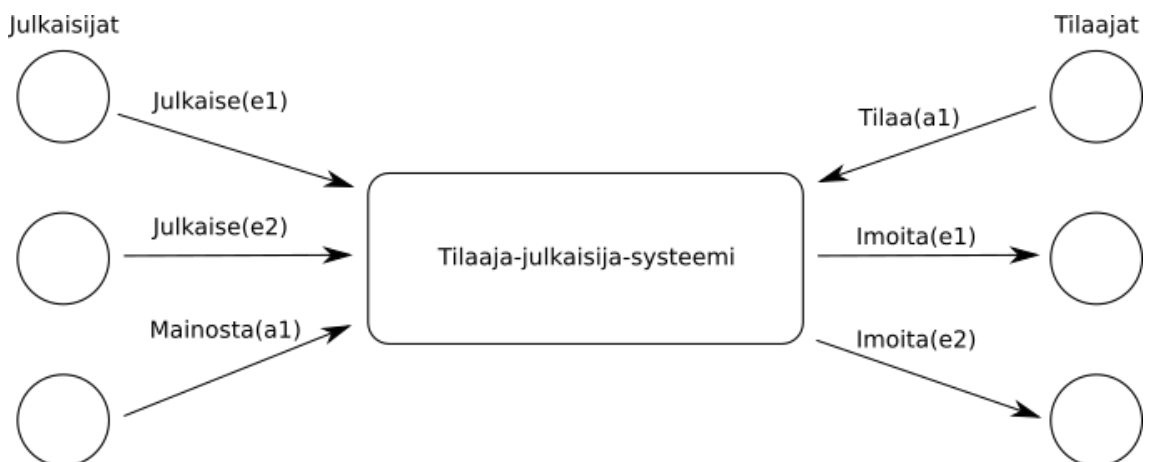 Julkaisijat
Tilaajat
Julkaise(e1)
Tilaa(a1)
Julkaise(e2)
Imoita(e1)
Tilaaja-julkaisija-systeemi
Mainosta(a1)
Imoita(e2)